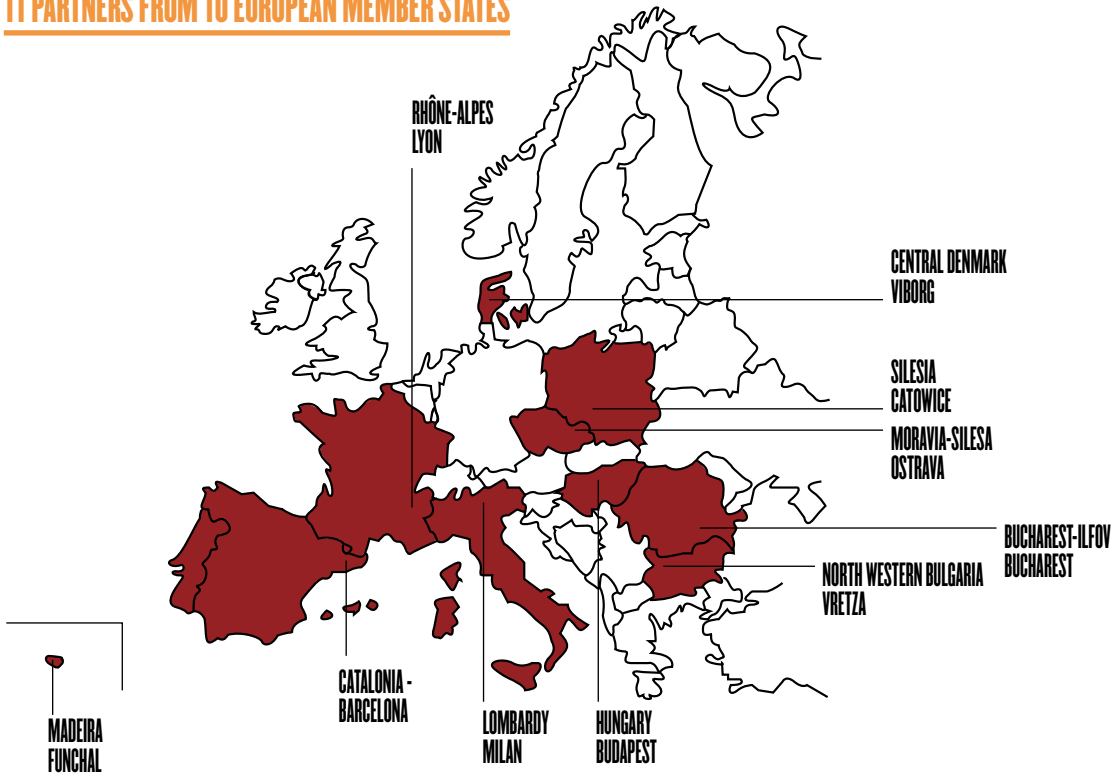 11 PARTNERS FROM 10 EUROPEAN MEMBER STATES
RHÔNE-ALPES
LYON
CENTRAL DENMARK
VIBORG
SILESIA
CATOWICE
MORAVIA-SILESA
OSTRAVA
BUCHAREST-ILFOV
BUCHAREST
NORTH WESTERN BULGARIA
VRETZA
CATALONIA -
BARCELONA
LOMBARDY
MILAN
HUNGARY
BUDAPEST
MADEIRA
FUNCHAL